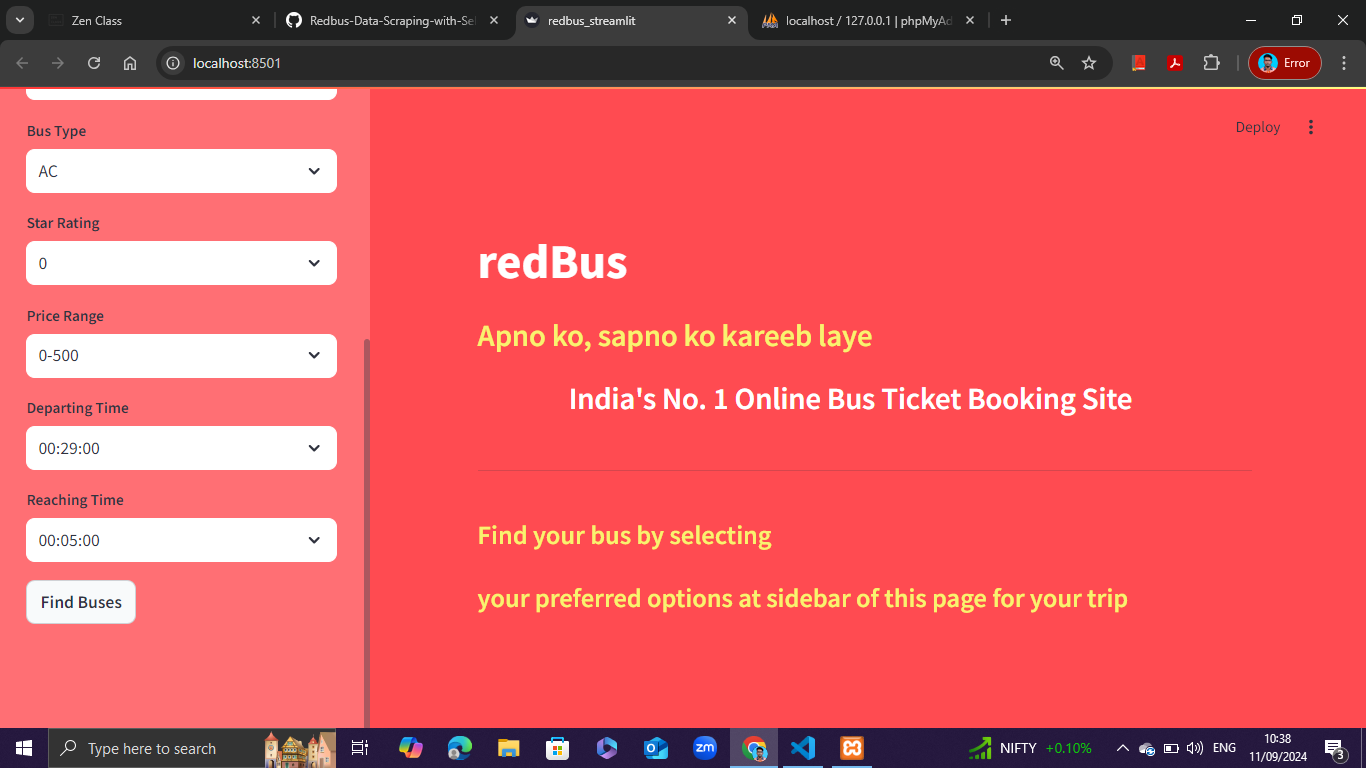 Zen Class
Redbus-Data-Scraping-with-Sel
redbus_streamlit
localhost / 127.0.0.1 | phpMyAd
localhost:8501
Error
Bus Type
AC
Star Rating
0
Price Range
0-500
Departing Time
00:29:00
Reaching Time
00:05:00
Find Buses
Deploy
redBus
Apno ko, sapno ko kareeb laye
India's No. 1 Online Bus Ticket Booking Site
Find your bus by selecting
your preferred options at sidebar of this page for your trip
Type here to search
zm
NIFTY +0.10%
ENG
10:38
11/09/2024
3